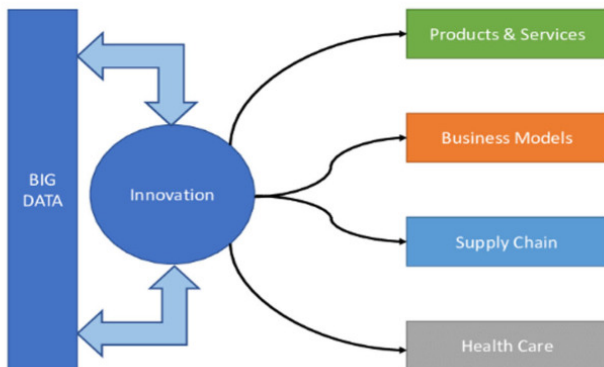 BIG
DATA
Innovation
Products & Services
Business Models
Supply Chain
Health Care